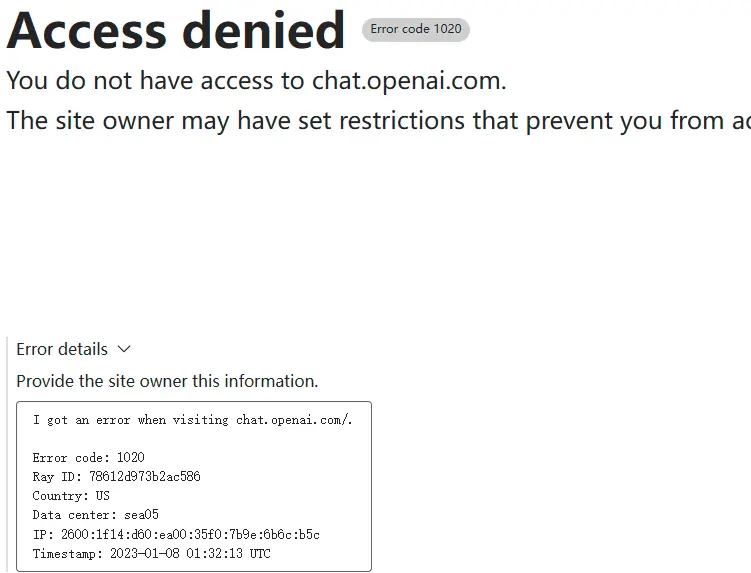 Access denied Error code 1020
You do not have access to chat.openai.com.
The site owner may have set restrictions that prevent you from
Error details
Provide the site owner this information.
I got an error when visiting chat.openai.com/.
Error code: 1020
Ray ID: 78612d973b2ac586
Country: US
Data center: sea05
IP: 2600:1f14:d60:ea00:35f0:7b9e:6b6c:b5c
Timestamp: 2023-01-08 01:32:13 UTC